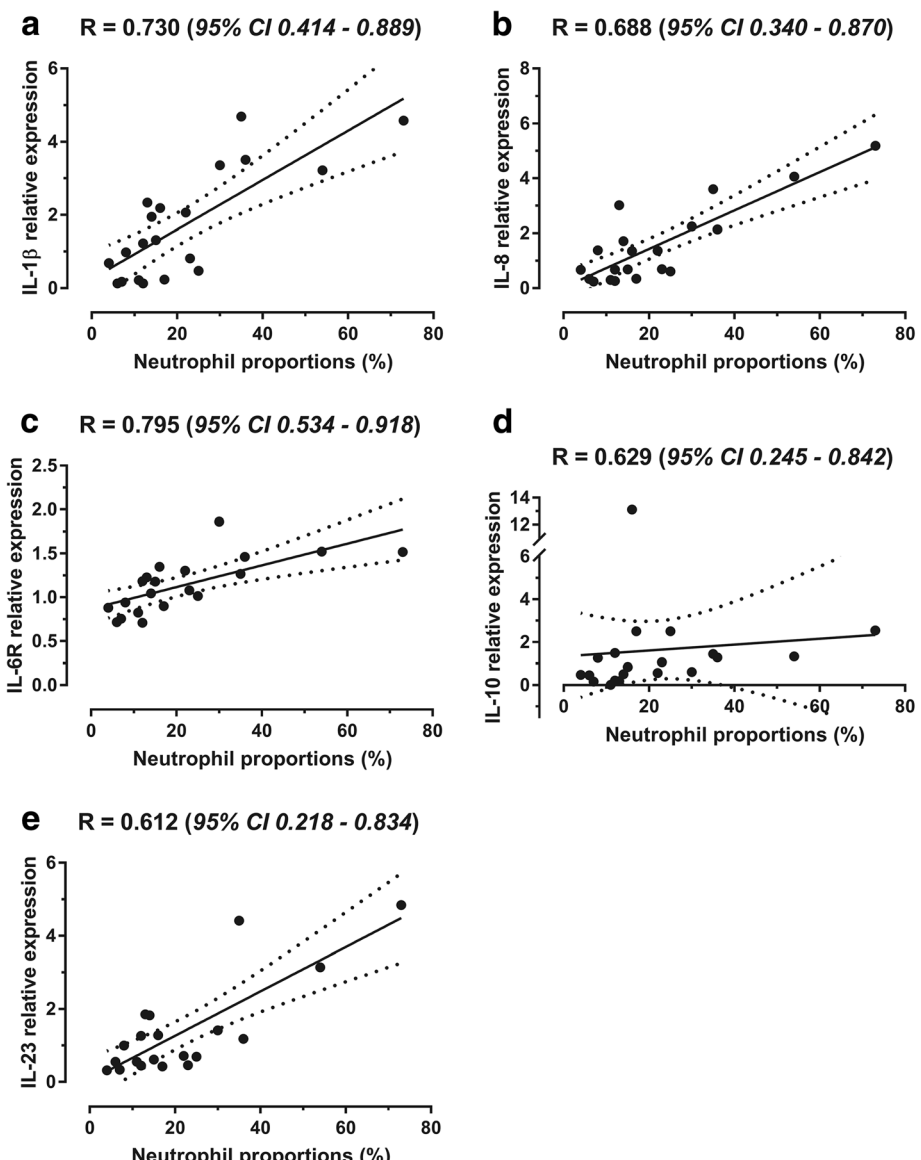 a R = 0.730 (95% CI 0.414 - 0.889)
IL-1β relative expression
6
4
2
0
0 20 40 60 80
Neutrophil proportions (%)
b R = 0.688 (95% CI 0.340 - 0.870)
IL-8 relative expression
8
6
4
2
0
0 20 40 60 80
Neutrophil proportions (%)
c R = 0.795 (95% CI 0.534 - 0.918)
IL-6R relative expression
2.5
2.0
1.5
1.0
0.5
0.0
0 20 40 60 80
Neutrophil proportions (%)
d
R = 0.629 (95% CI 0.245 - 0.842)
IL-10 relative expression
14
12
6
4
2
0
0 20 40 60 80
Neutrophil proportions (%)
e R = 0.612 (95% CI 0.218 - 0.834)
IL-23 relative expression
6
4
2
0
0 20 40 60 80
Neutrophil proportions (%)